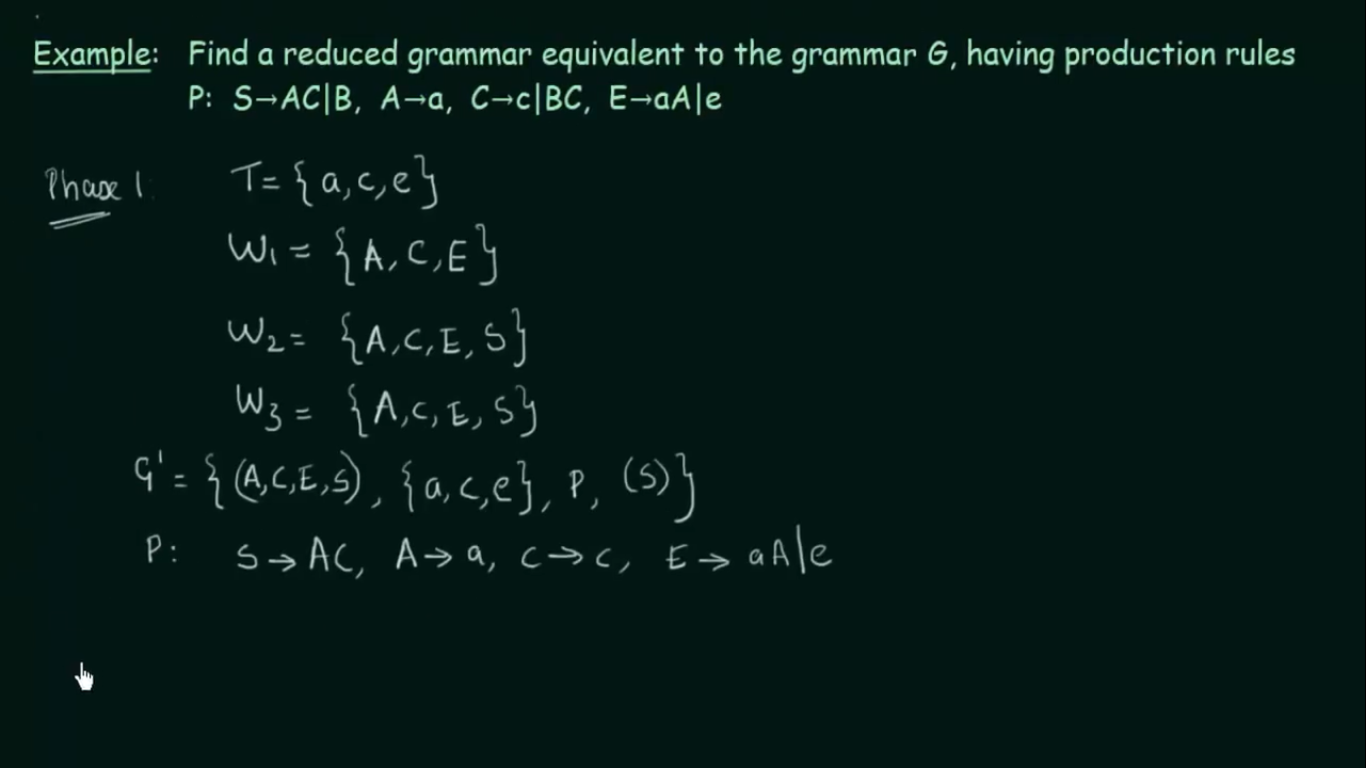 Example: Find a reduced grammar equivalent to the grammar G, having production rules
P: S→AC|B, A→a, C→c|BC, E→aA|e
Phase 1 T= {a,c,e}
W1 = {A,C,E}
W2 = {A,C,E,S}
W3 = {A,C,E,S}
G' = {(A,C,E,S), {a,c,e}, P, (S)}
P: S→AC, A→a, C→c, E→aA|e